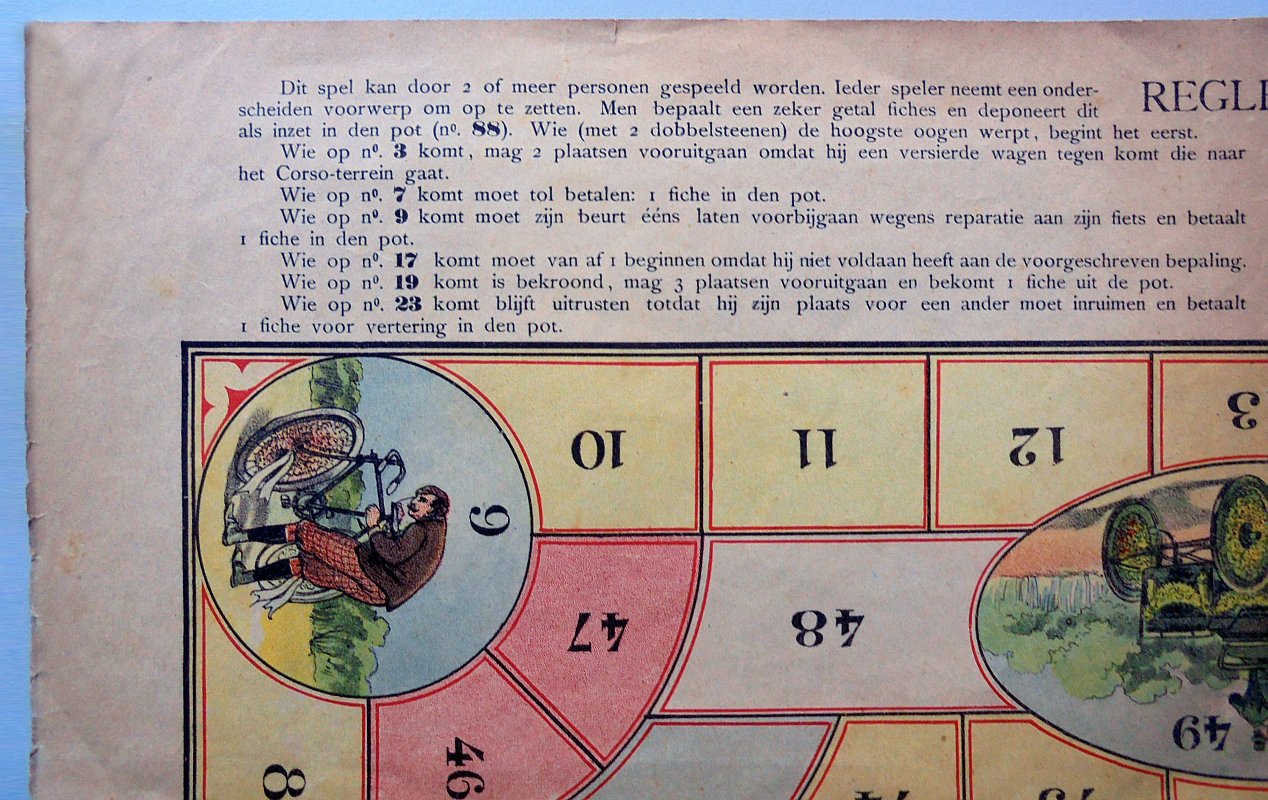 Dit spel kan door 2 of meer personen gespeeld worden. Ieder speler neemt een onder-
scheiden voorwerp om op te zetten. Men bepaalt een zeker getal fiches en deponeert dit
REGLE
als inzet in den pot (nº. 88). Wie (met 2 dobbelsteenen) de hoogste oogen werpt, begint het eerst.
Wie op nº. 3 komt, mag 2 plaatsen vooruitgaan omdat hij een versierde wagen tegen komt die naar
het Corso-terrein gaat.
Wie op nº. 7 komt moet tol betalen: 1 fiche in den pot.
Wie op nº. 9 komt moet zijn beurt ééns laten voorbijgaan wegens reparatie aan zijn fiets en betaalt
1 fiche in den pot.
Wie op nº. 17 komt moet van af 1 beginnen omdat hij niet voldaan heeft aan de voorgeschreven bepaling.
Wie op nº. 19 komt is bekroond, mag 3 plaatsen vooruitgaan en bekomt 1 fiche uit de pot.
Wie op nº. 23 komt blijft uitrusten totdat hij zijn plaats voor een ander moet inruimen en betaalt
1 fiche voor vertering in den pot.
9
10
11
12
3
47
48
49
46
8